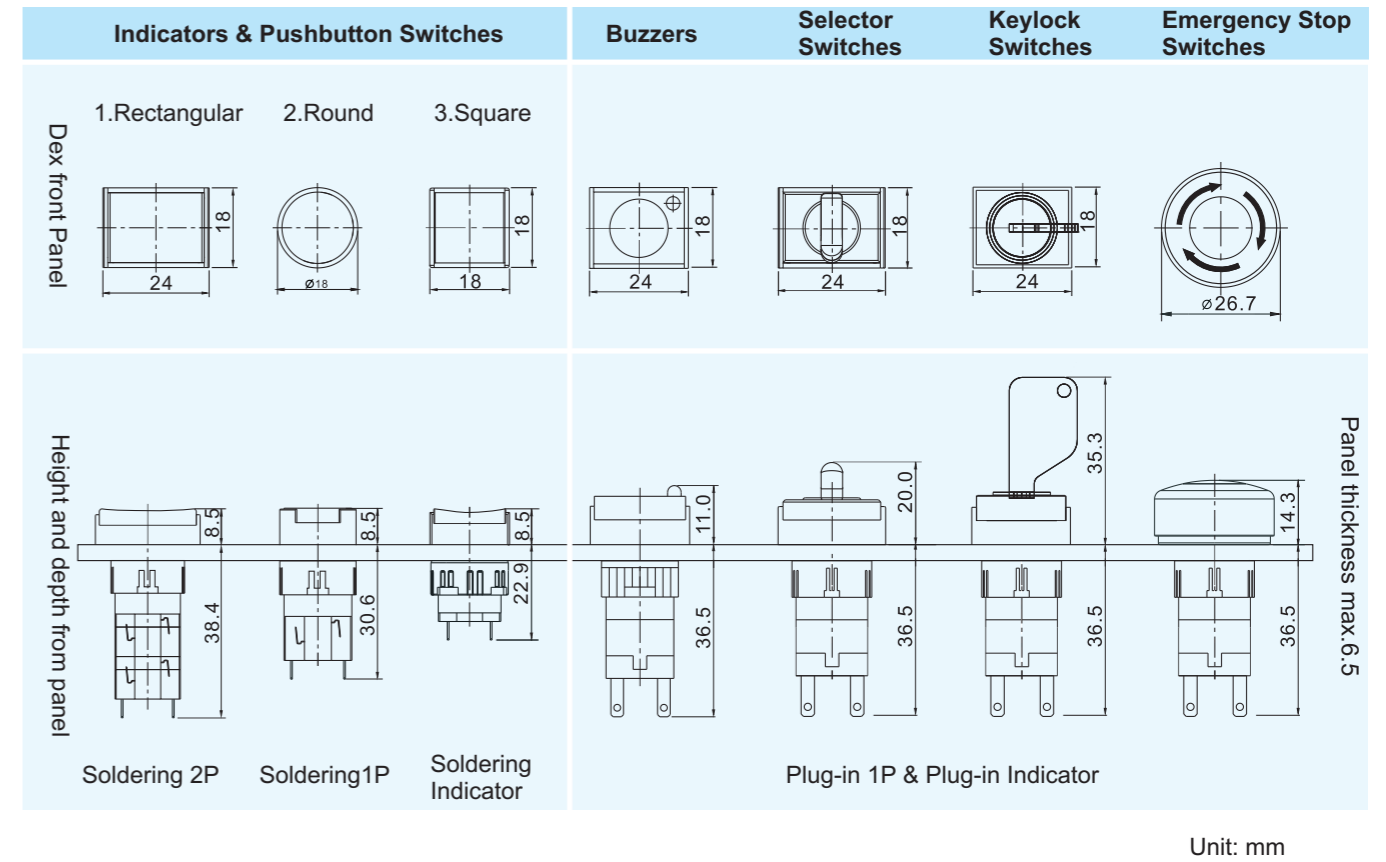 Indicators & Pushbutton Switches
Buzzers
Selector
Switches
Keylock
Switches
Emergency Stop
Switches
Dex front Panel
1.Rectangular
2.Round
3.Square
18
24
ø18
18
18
18
24
18
24
18
24
ø26.7
Height and depth from panel
8.5
38.4
8.5
30.6
8.5
22.9
11.0
36.5
20.0
36.5
35.3
36.5
14.3
36.5
Panel thickness max.6.5
Soldering 2P
Soldering1P
Soldering
Indicator
Plug-in 1P & Plug-in Indicator
Unit: mm